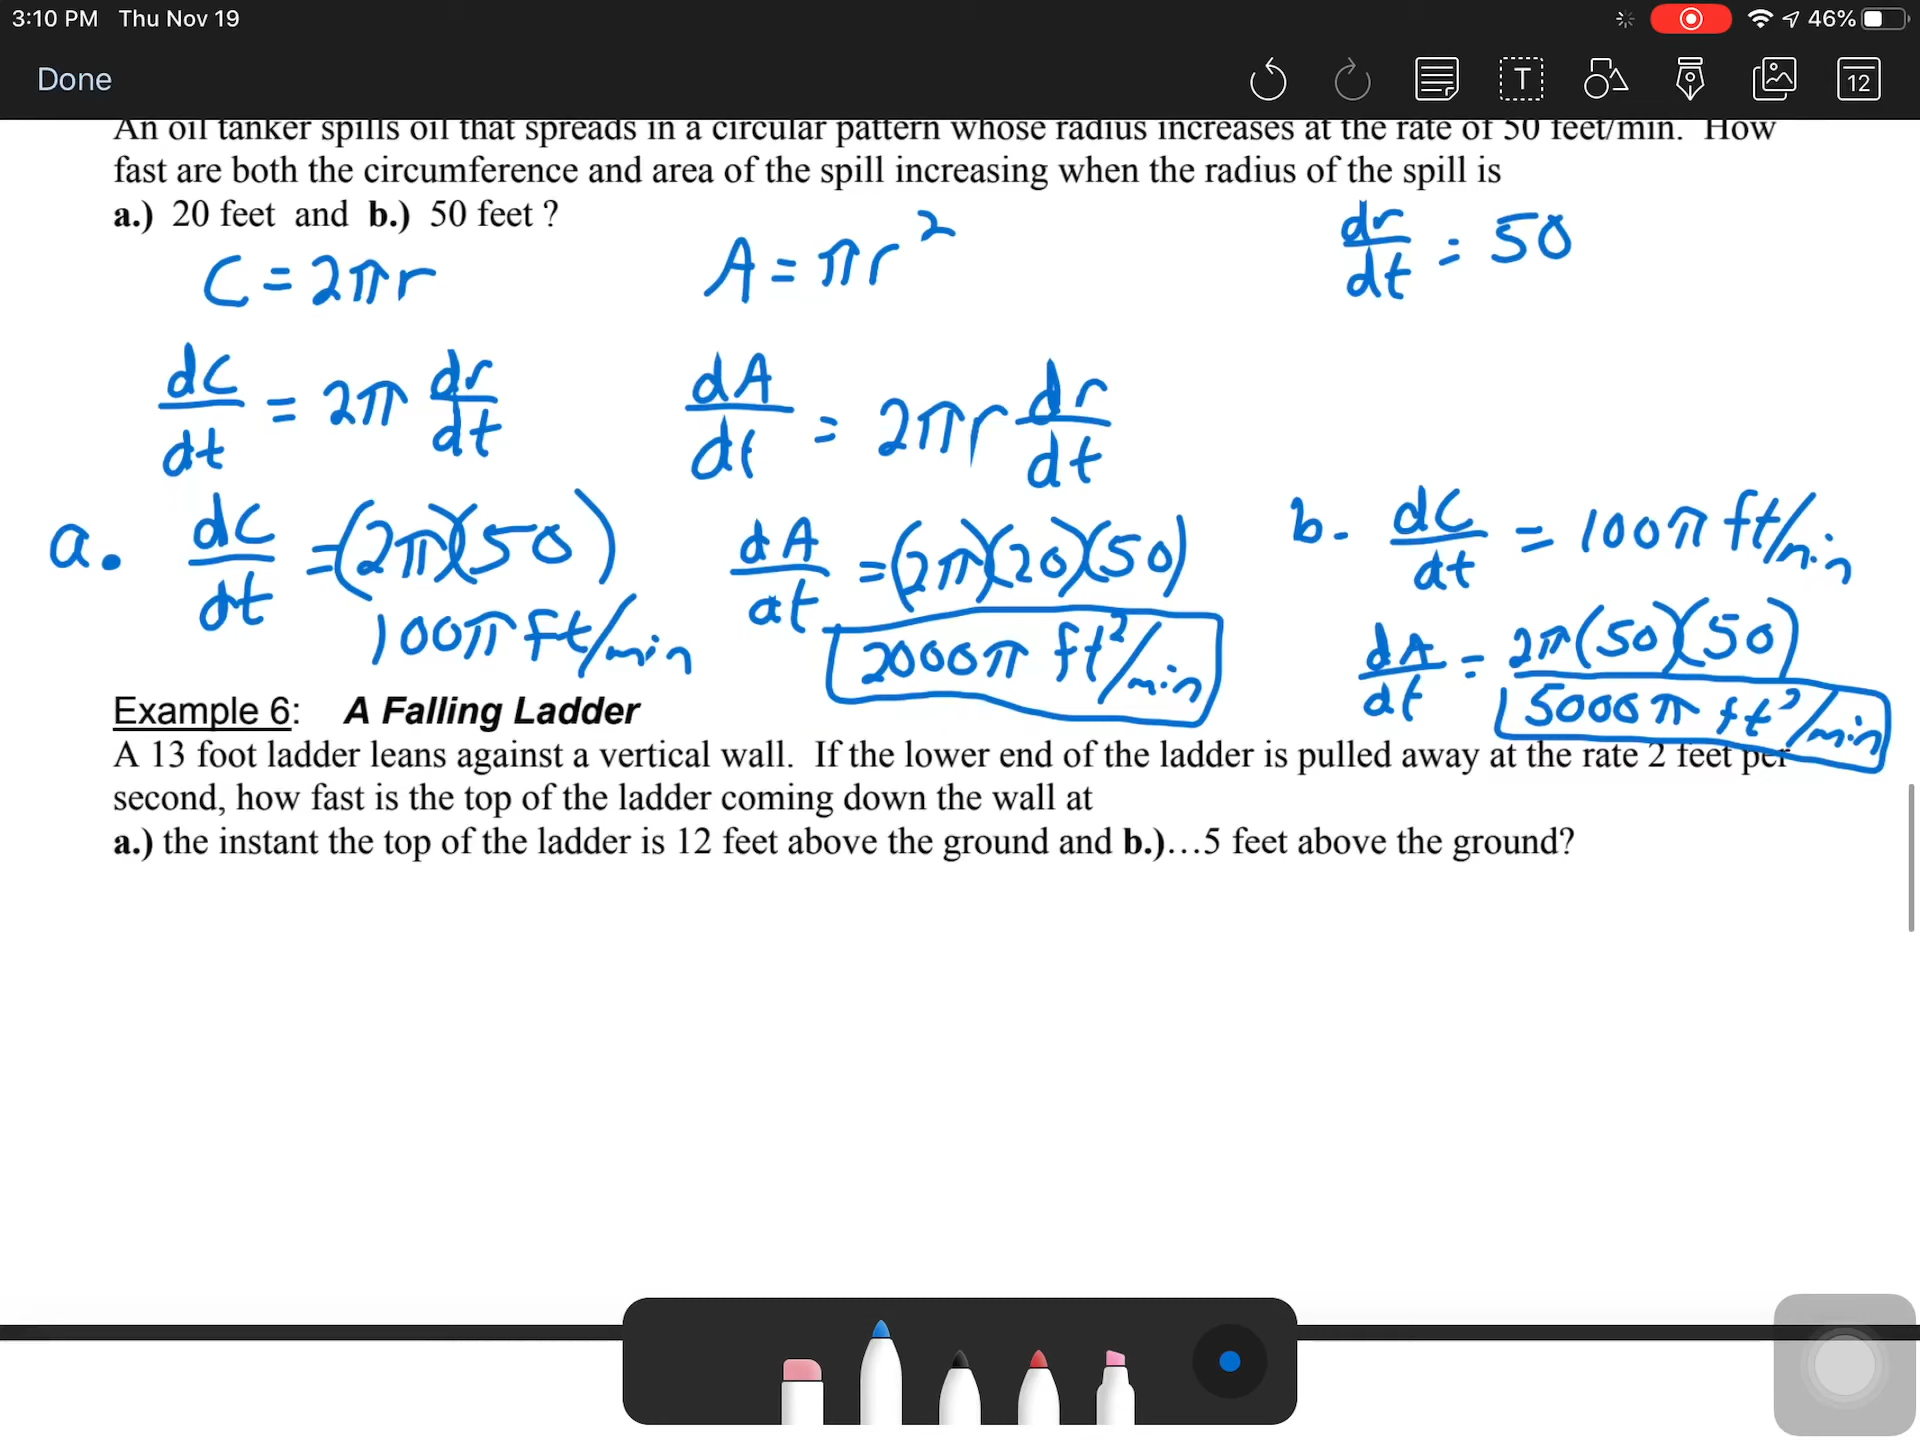 3:10 PM Thu Nov 19
46%
Done
T
12
An oil tanker spills oil that spreads in a circular pattern whose radius increases at the rate of 50 feet/min. How
fast are both the circumference and area of the spill increasing when the radius of the spill is
a.) 20 feet and b.) 50 feet ?
C = 2πr
A = πr²
dr/dt = 50
dC/dt = 2π dr/dt
dA/dt = 2πr dr/dt
a. dC/dt = (2π)(50)
100π ft/min
dA/dt = (2π)(20)(50)
2000π ft²/min
b. dC/dt = 100π ft/min
dA/dt = 2π(50)(50)
5000π ft²/min
Example 6: A Falling Ladder
A 13 foot ladder leans against a vertical wall. If the lower end of the ladder is pulled away at the rate 2 feet per
second, how fast is the top of the ladder coming down the wall at
a.) the instant the top of the ladder is 12 feet above the ground and b.)…5 feet above the ground?